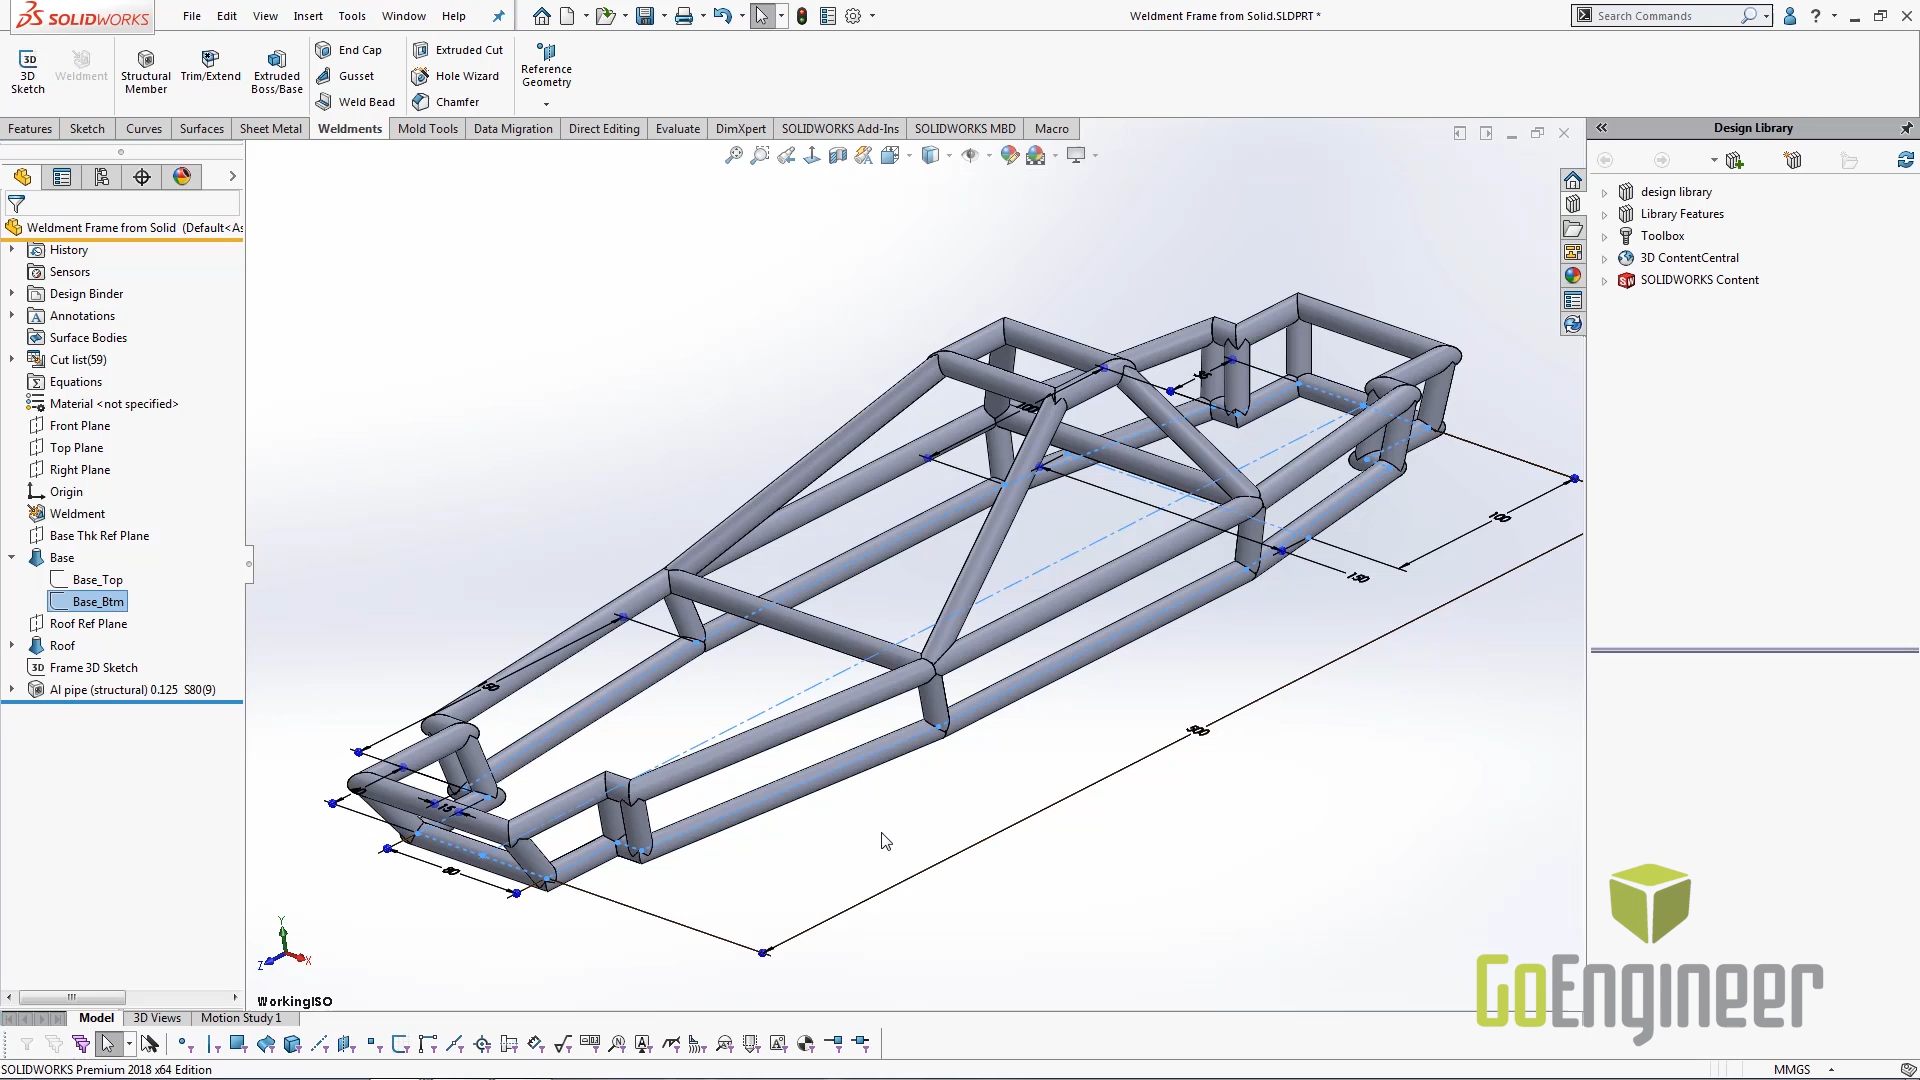 SOLIDWORKS
File Edit View Insert Tools Window Help
Weldment Frame from Solid.SLDPRT *
Search Commands
3D Sketch
Weldment
Structural Member
Trim/Extend
Extruded Boss/Base
End Cap
Gusset
Weld Bead
Extruded Cut
Hole Wizard
Chamfer
Reference Geometry
Features Sketch Curves Surfaces Sheet Metal Weldments Mold Tools Data Migration Direct Editing Evaluate DimXpert SOLIDWORKS Add-Ins SOLIDWORKS MBD Macro
Weldment Frame from Solid (Default<As
History
Sensors
Design Binder
Annotations
Surface Bodies
Cut list(59)
Equations
Material <not specified>
Front Plane
Top Plane
Right Plane
Origin
Weldment
Base Thk Ref Plane
Base
Base_Top
Base_Btm
Roof Ref Plane
Roof
Frame 3D Sketch
Al pipe (structural) 0.125 S80(9)
100
100
150
50
15
80
WorkingISO
Y
Z
X
Design Library
design library
Library Features
Toolbox
3D ContentCentral
SOLIDWORKS Content
GoEngineer
Model 3D Views Motion Study 1
SOLIDWORKS Premium 2018 x64 Edition
MMGS